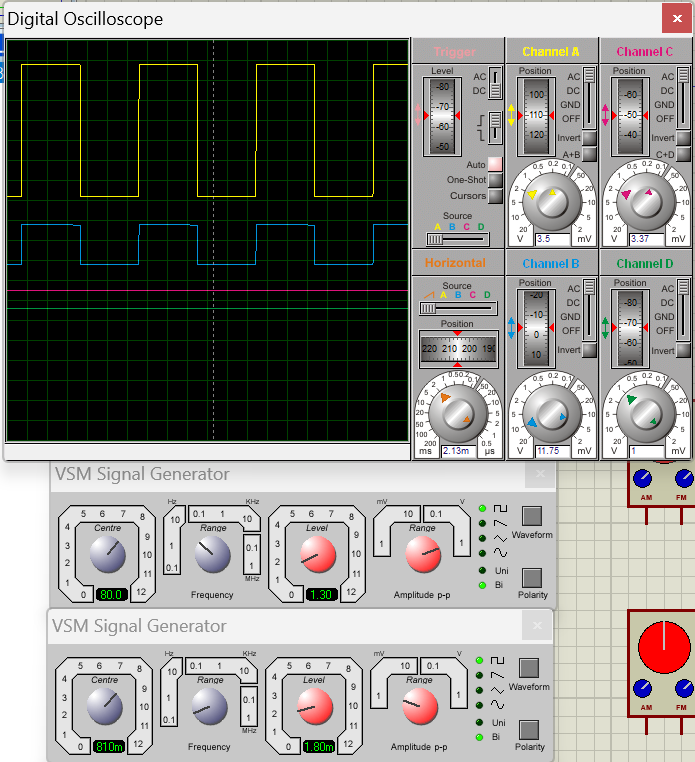 Digital Oscilloscope
Trigger
Level
-80
-70
-60
-50
AC
DC
Auto
One-Shot
Cursors
Source
A B C D
Channel A
Position
100
110
120
AC
DC
GND
OFF
Invert
A+B
V 3.5 mV
Channel C
Position
-60
-50
-40
AC
DC
GND
OFF
Invert
C+D
V 3.37 mV
Horizontal
Source
A B C D
Position
220 210 200 190
ms 2.13m µs
Channel B
Position
-20
-10
0
10
AC
DC
GND
OFF
Invert
V 11.75 mV
Channel D
Position
-80
-70
-60
-50
AC
DC
GND
OFF
Invert
V 1 mV
VSM Signal Generator
Centre
0 1 2 3 4 5 6 7 8 9 10 11 12
80.0
Hz KHz
Range
0.1 1 10 0.1 1 10 0.1 1
MHz
Frequency
Level
0 1 2 3 4 5 6 7 8 9 10 11 12
1.30
mV V
Range
1 10 0.1 1
Amplitude p-p
Waveform
Uni
Bi
Polarity
VSM Signal Generator
Centre
0 1 2 3 4 5 6 7 8 9 10 11 12
810m
Hz KHz
Range
0.1 1 10 0.1 1 10 0.1 1
MHz
Frequency
Level
0 1 2 3 4 5 6 7 8 9 10 11 12
1.80m
mV V
Range
1 10 0.1 1
Amplitude p-p
Waveform
Uni
Bi
Polarity
AM FM
AM FM